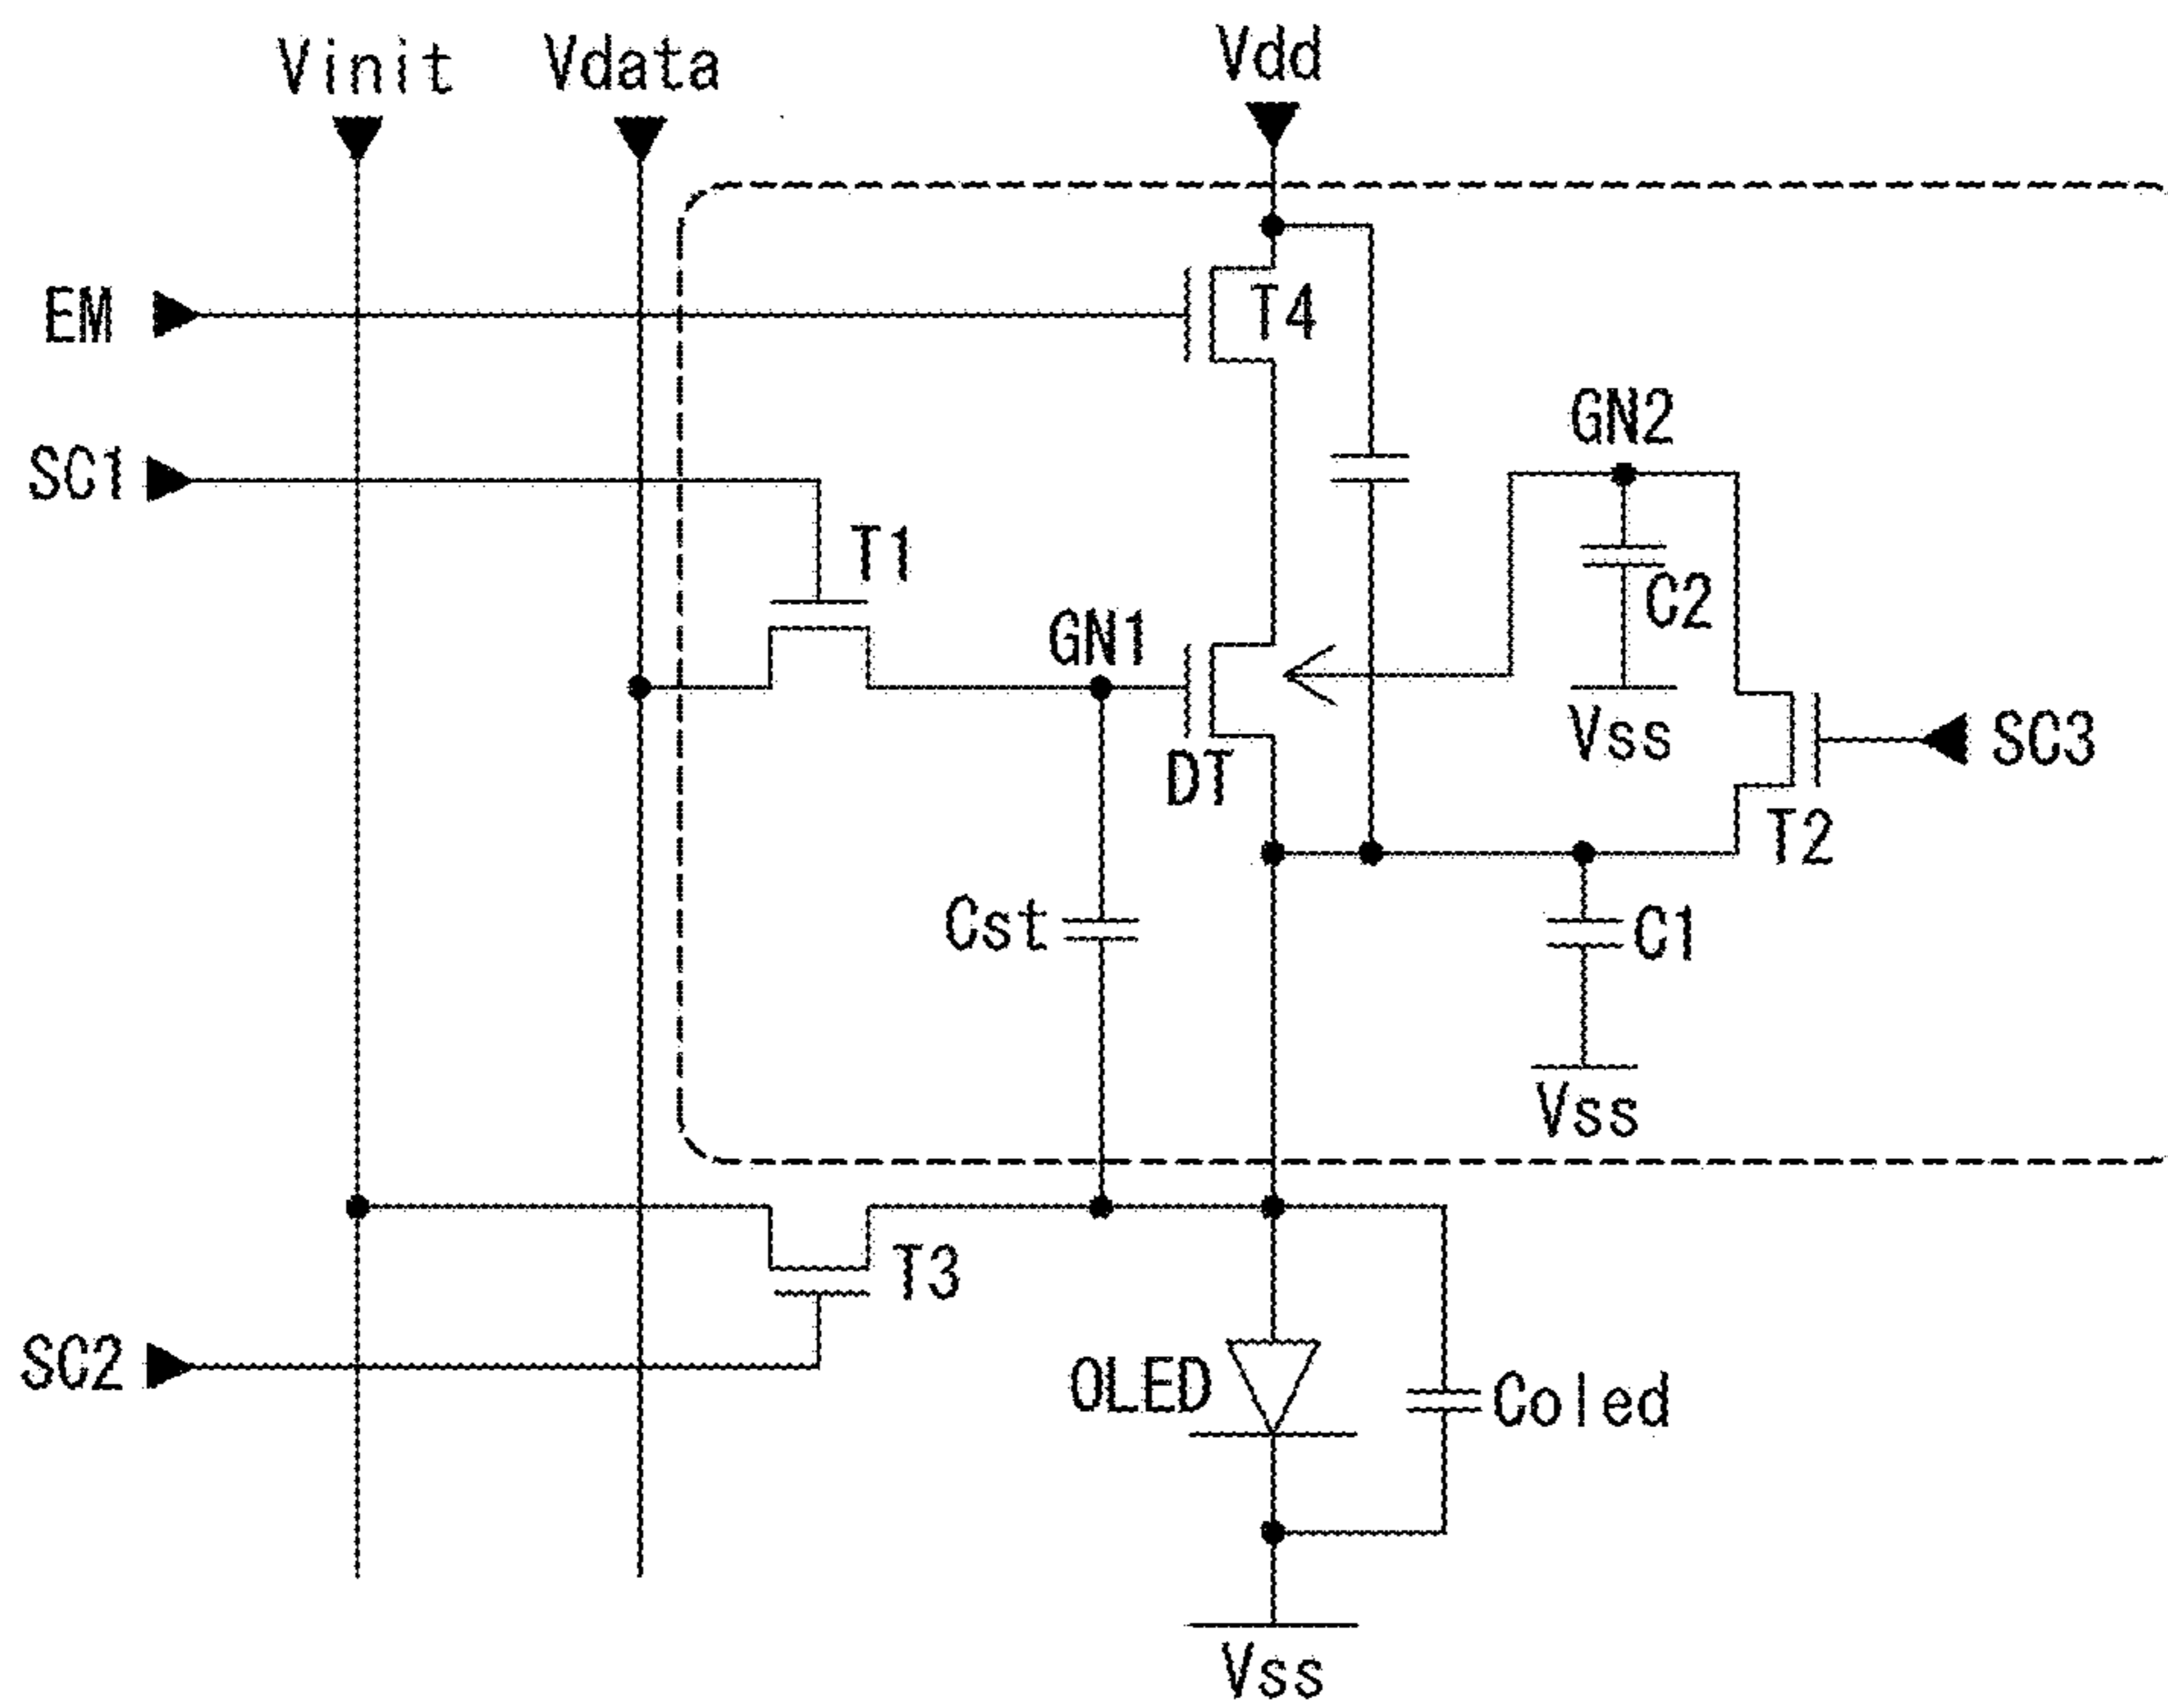 Vinit
Vdata
Vdd
EM
T4
GN2
SC1
T1
C2
GN1
Vss
SC3
DT
T2
Cst
C1
Vss
T3
SC2
OLED
Coled
Vss